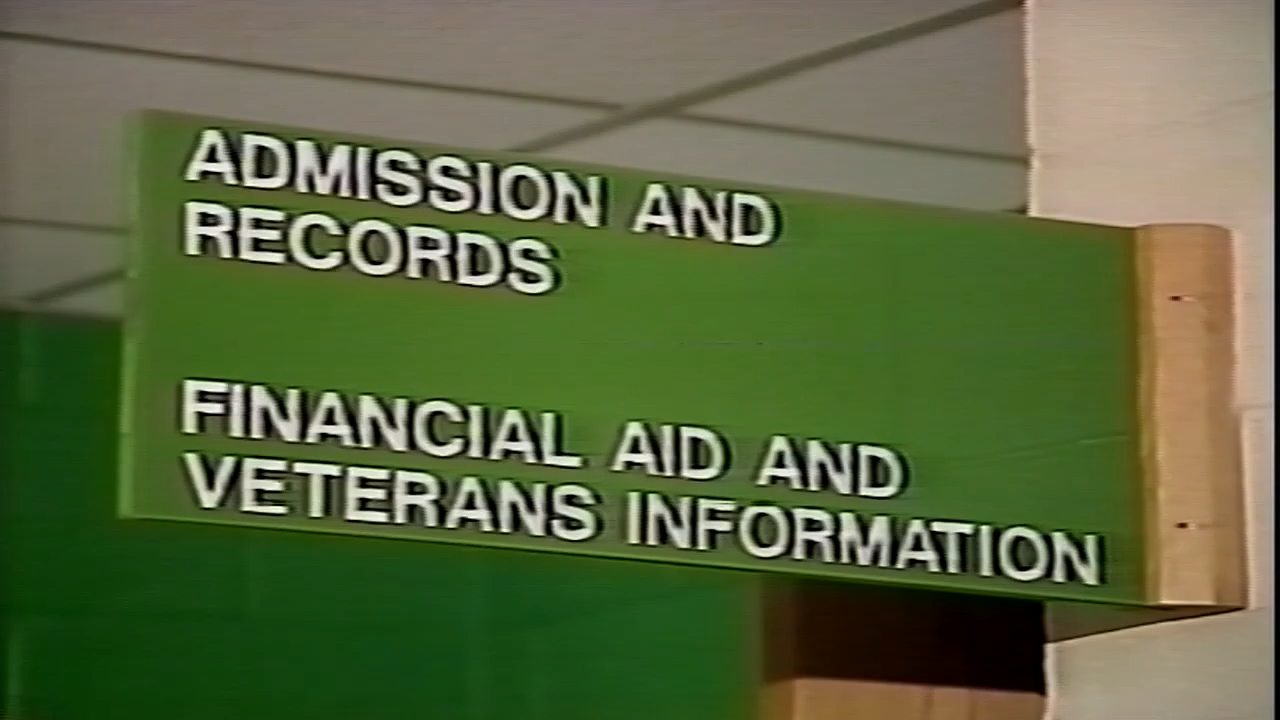 ADMISSION AND
RECORDS
FINANCIAL AID AND
VETERANS INFORMATION